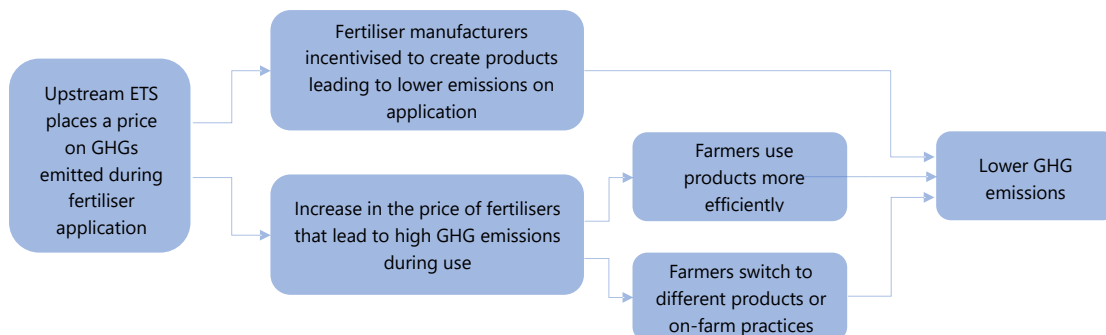 Upstream ETS
places a price
on GHGs
emitted during
fertiliser
application
Fertiliser manufacturers
incentivised to create products
leading to lower emissions on
application
Increase in the price of fertilisers
that lead to high GHG emissions
during use
Farmers use
products more
efficiently
Farmers switch to
different products or
on-farm practices
Lower GHG
emissions